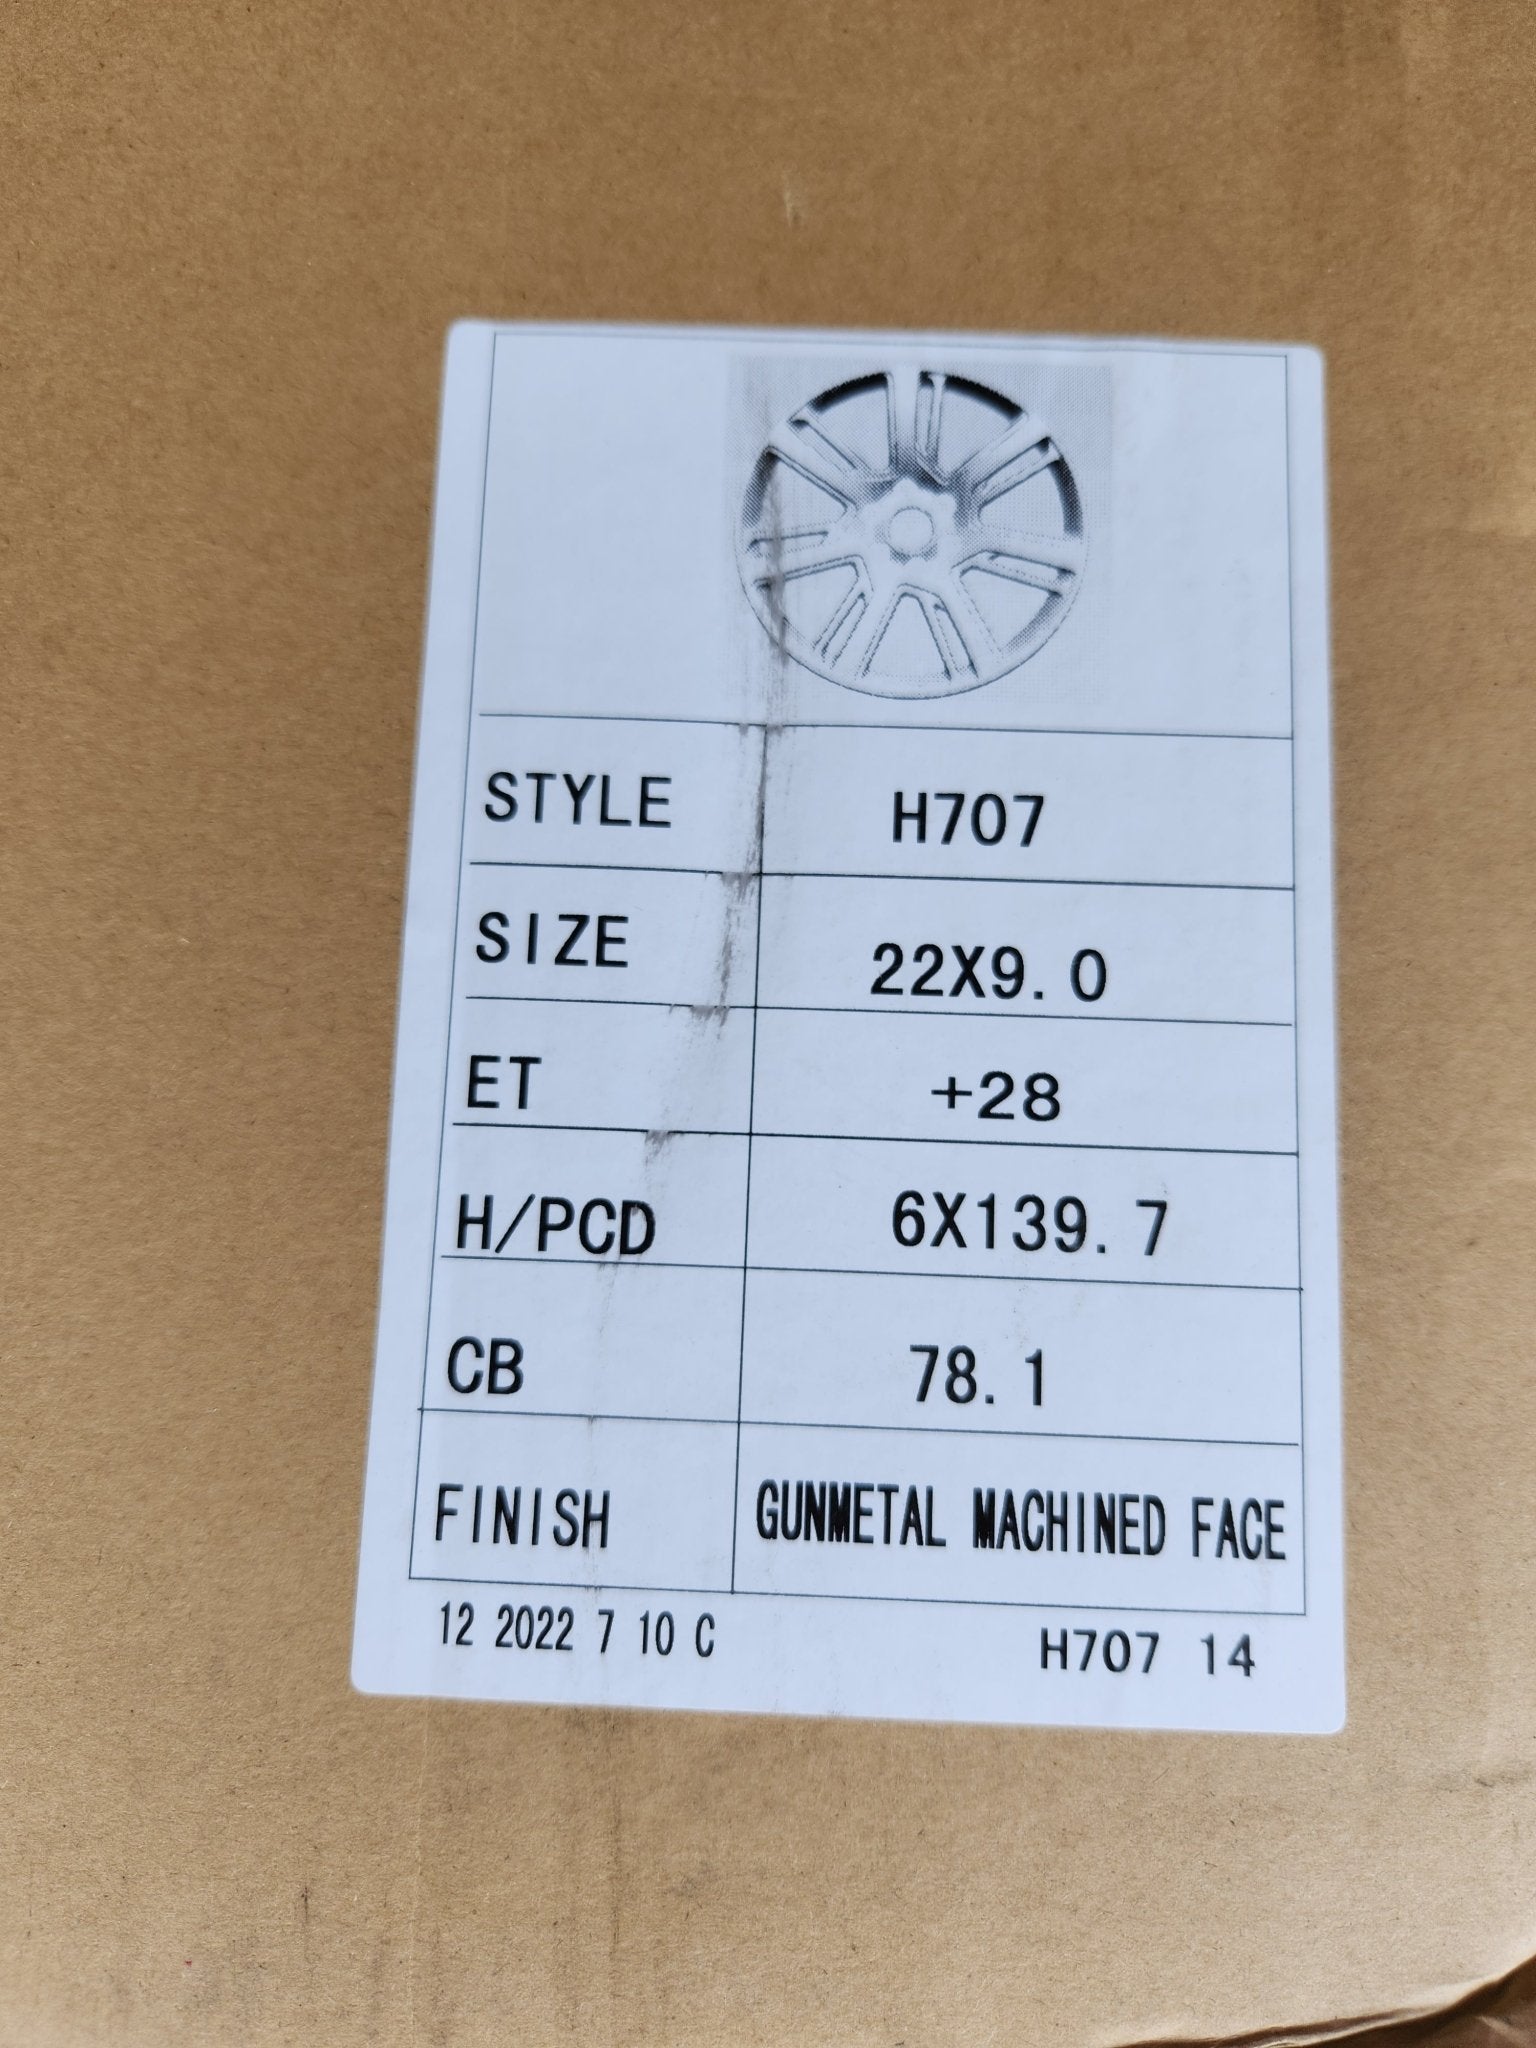 STYLE H707
SIZE 22X9.0
ET +28
H/PCD 6X139.7
CB 78.1
FINISH GUNMETAL MACHINED FACE
12 2022 7 10 C H707 14